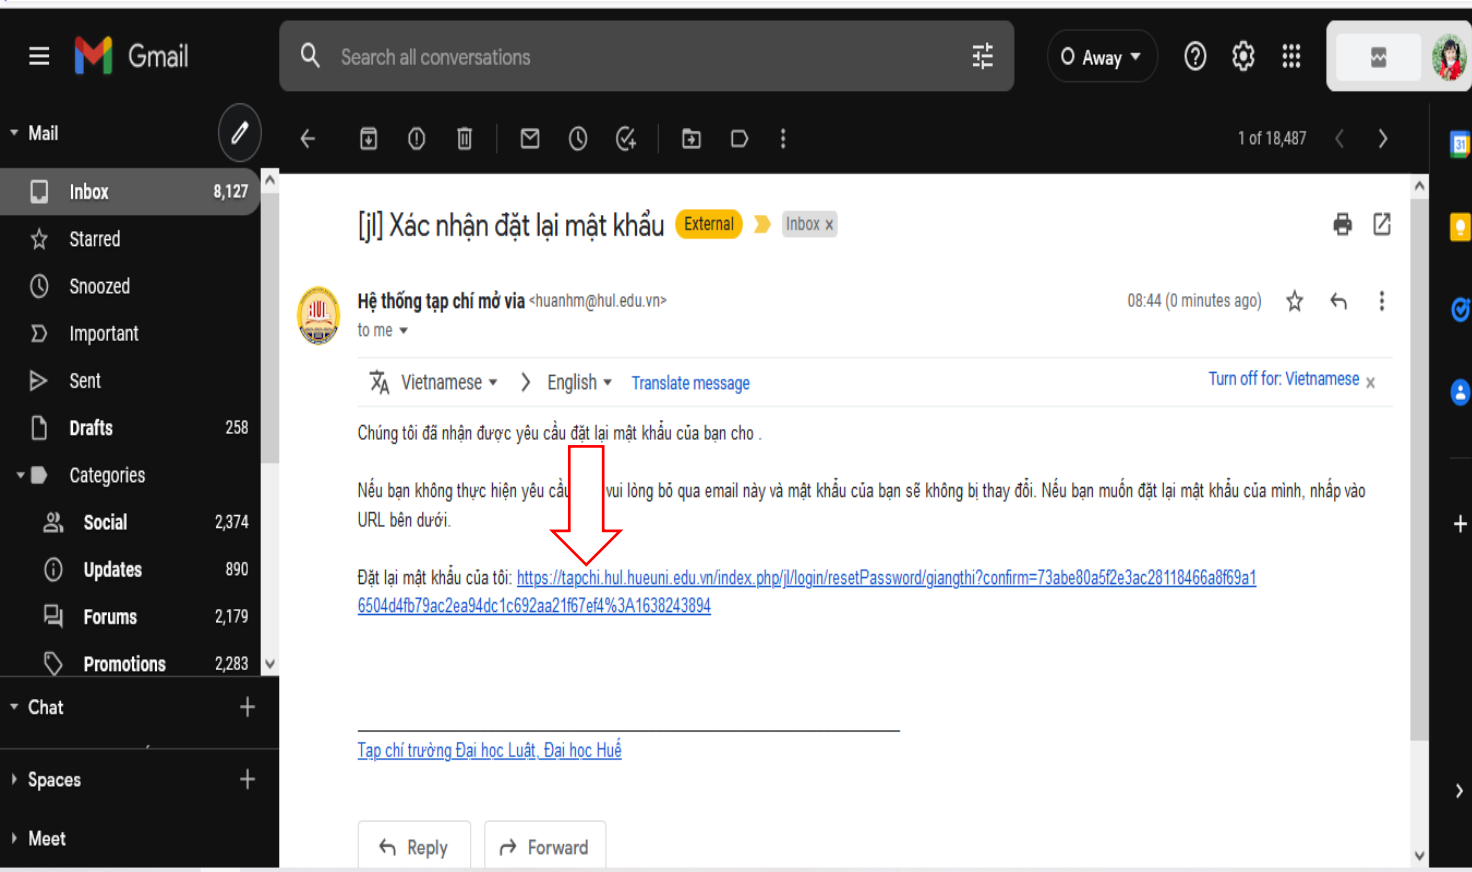 Gmail
Search all conversations
Away
Mail
1 of 18,487
31
Inbox 8,127
Starred
Snoozed
Important
Sent
Drafts 258
Categories
Social 2,374
Updates 890
Forums 2,179
Promotions 2,283
Chat
Spaces
Meet
[jl] Xác nhận đặt lại mật khẩu External Inbox x
HUL
Hệ thống tạp chí mở via <huanhm@hul.edu.vn> 08:44 (0 minutes ago)
to me
Vietnamese > English Translate message Turn off for: Vietnamese x
Chúng tôi đã nhận được yêu cầu đặt lại mật khẩu của bạn cho .
Nếu bạn không thực hiện yêu cầu vui lòng bỏ qua email này và mật khẩu của bạn sẽ không bị thay đổi. Nếu bạn muốn đặt lại mật khẩu của mình, nhấp vào
URL bên dưới.
Đặt lại mật khẩu của tôi: https://tapchi.hul.hueuni.edu.vn/index.php/jl/login/resetPassword/giangthi?confirm=73abe80a5f2e3ac28118466a8f69a1
6504d4fb79ac2ea94dc1c692aa21f67ef4%3A1638243894
Tạp chí trường Đại học Luật, Đại học Huế
Reply Forward